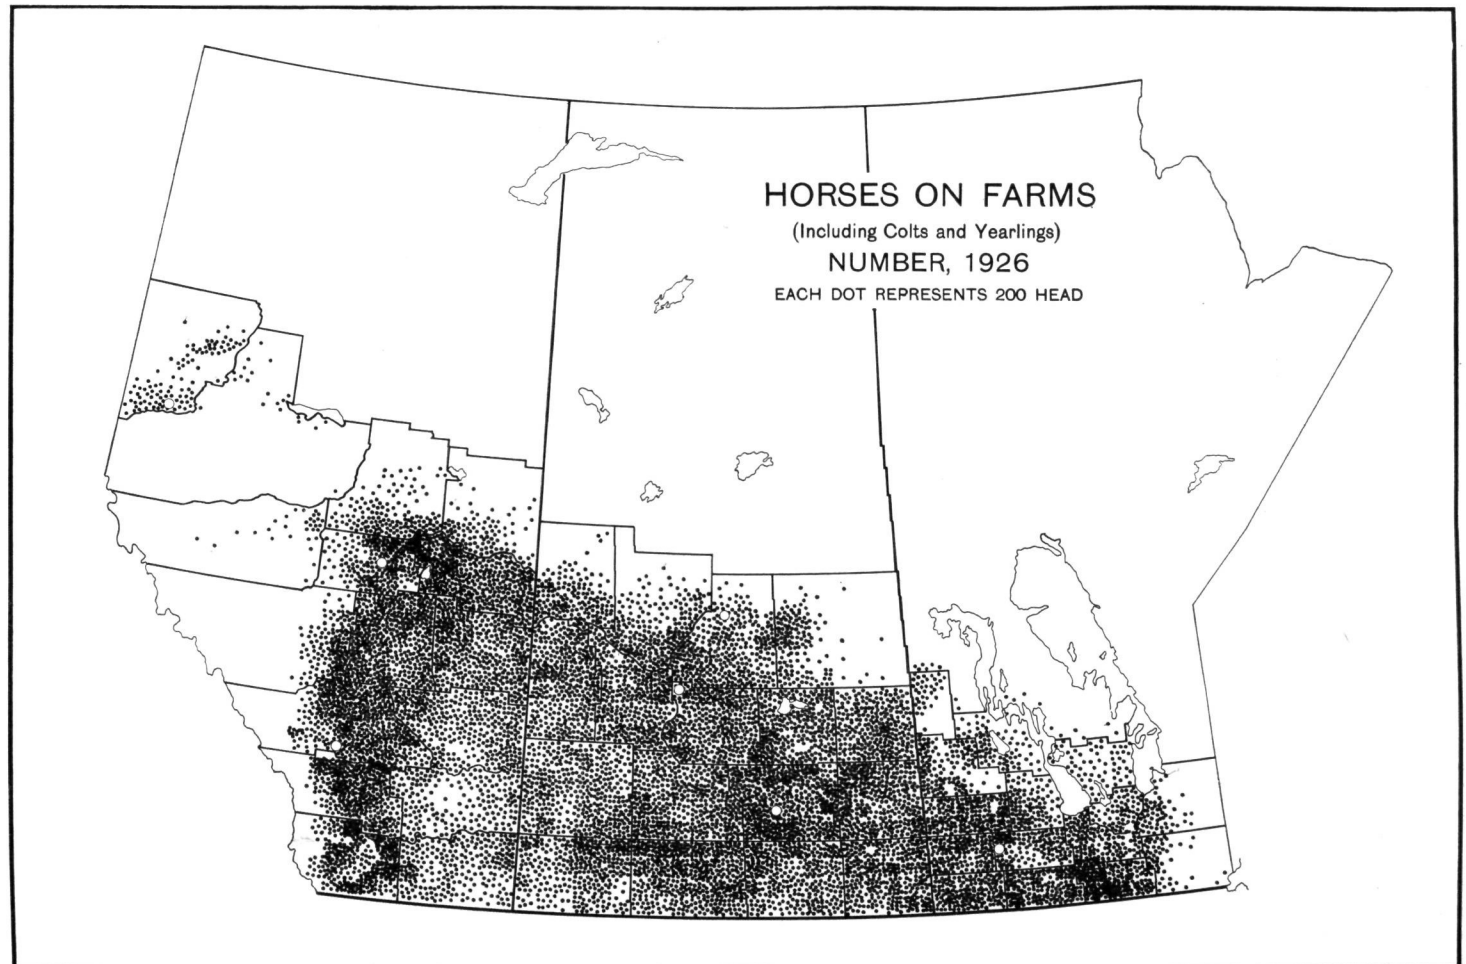 HORSES ON FARMS
(Including Colts and Yearlings)
NUMBER, 1926
EACH DOT REPRESENTS 200 HEAD